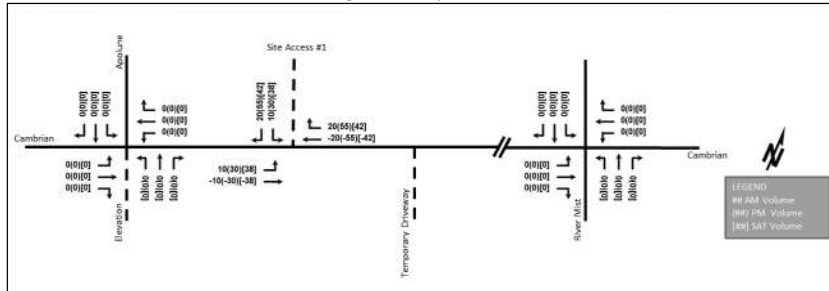 Apolune
Site Access #1
0(0)[0]
0(0)[0]
0(0)[0]
0(0)[0]
0(0)[0]
0(0)[0]
20(55)[42]
10(30)[38]
20(55)[42]
-20(-55)[-42]
0(0)[0]
0(0)[0]
0(0)[0]
0(0)[0]
0(0)[0]
0(0)[0]
Cambrian
Cambrian
0(0)[0]
0(0)[0]
0(0)[0]
10(30)[38]
-10(-30)[-38]
0(0)[0]
0(0)[0]
0(0)[0]
Elevation
Temporary Driveway
River Mist
LEGEND
## AM Volume
(##) PM Volume
[##] SAT Volume